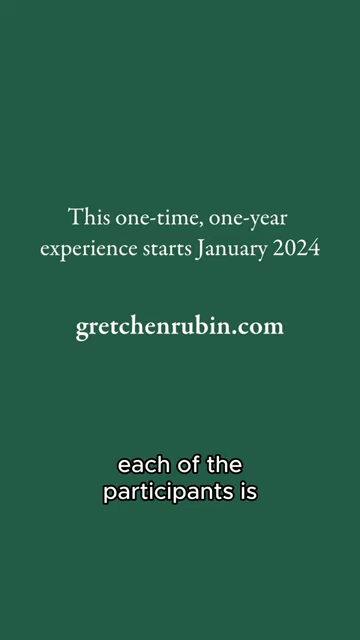 This one-time, one-year
experience starts January 2024
gretchenrubin.com
each of the
participants is